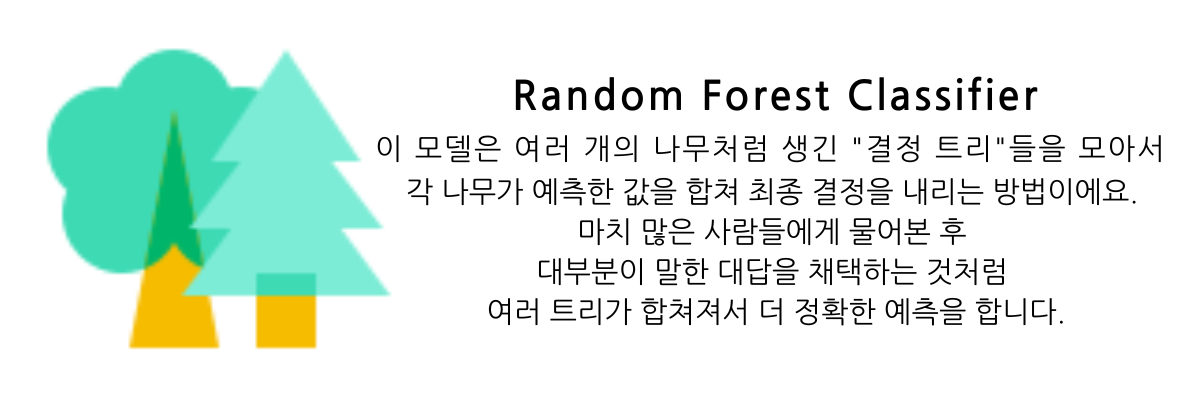 Random Forest Classifier
이 모델은 여러 개의 나무처럼 생긴 "결정 트리"들을 모아서
각 나무가 예측한 값을 합쳐 최종 결정을 내리는 방법이에요.
마치 많은 사람들에게 물어본 후
대부분이 말한 대답을 채택하는 것처럼
여러 트리가 합쳐져서 더 정확한 예측을 합니다.